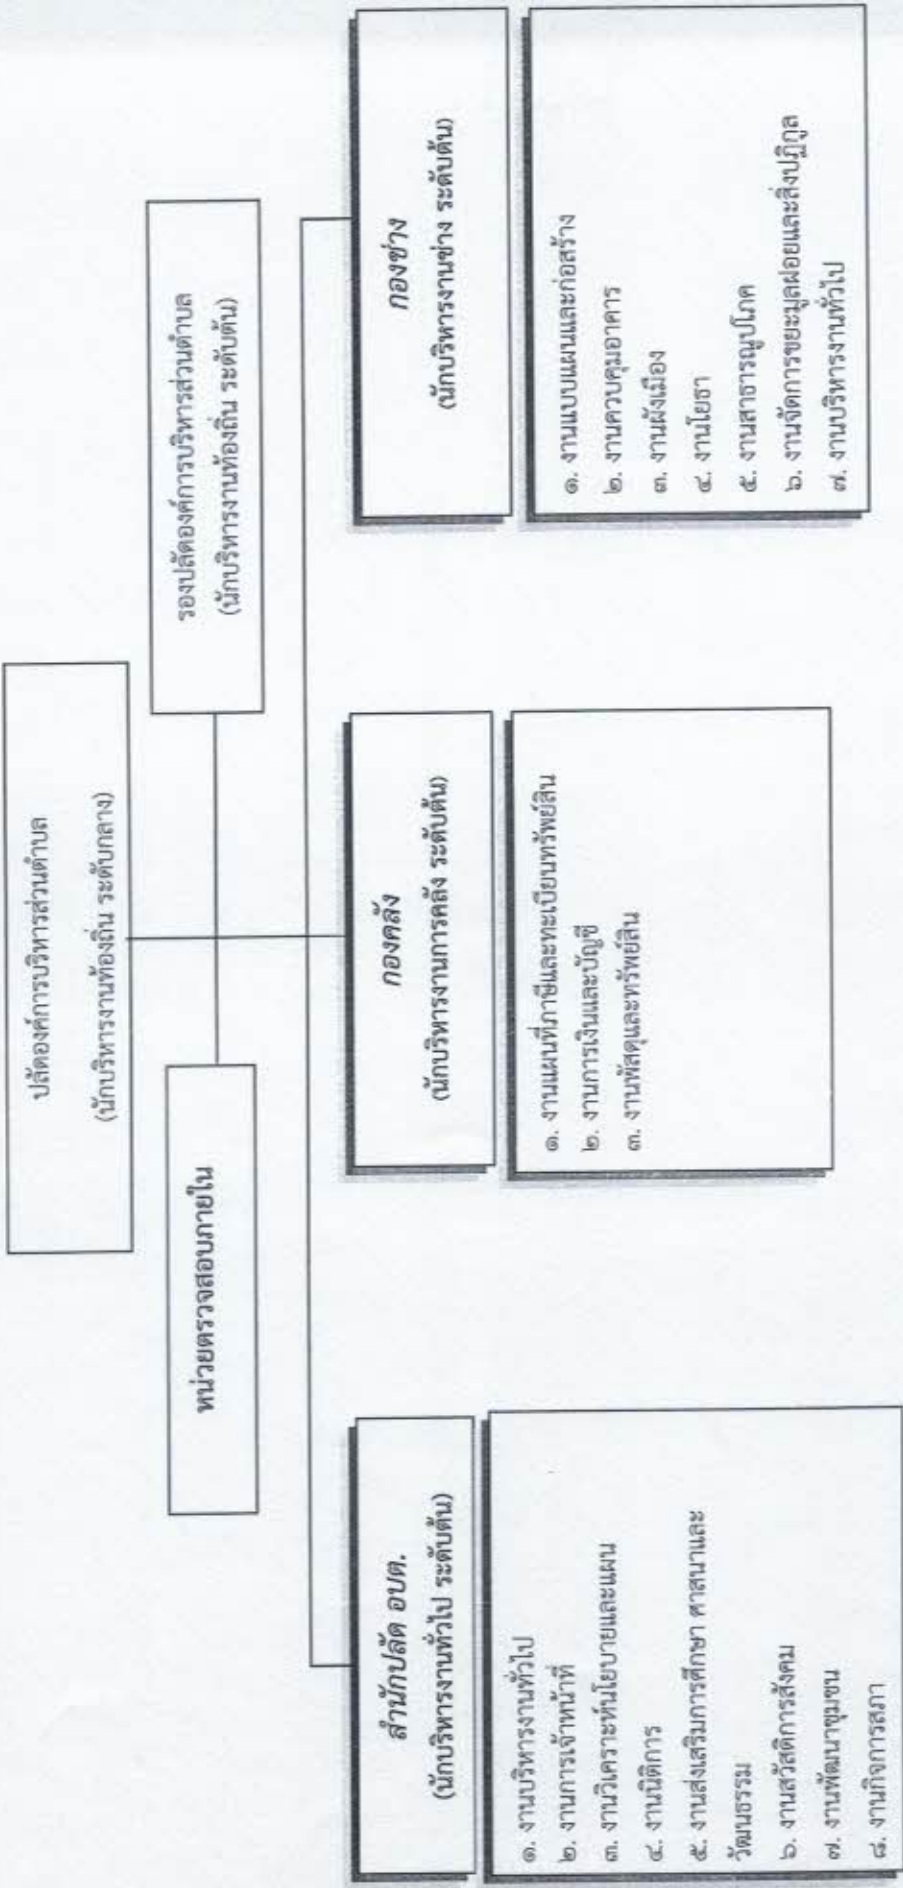 ปลัดองค์การบริหารส่วนตำบล
(นักบริหารงานท้องถิ่น ระดับกลาง)
หน่วยตรวจสอบภายใน
รองปลัดองค์การบริหารส่วนตำบล
(นักบริหารงานท้องถิ่น ระดับต้น)
สำนักปลัด อบต.
(นักบริหารงานทั่วไป ระดับต้น)
๑. งานบริหารงานทั่วไป
๒. งานการเจ้าหน้าที่
๓. งานวิเคราะห์นโยบายและแผน
๔. งานนิติการ
๕. งานส่งเสริมการศึกษา ศาสนาและ
วัฒนธรรม
๖. งานสวัสดิการสังคม
๗. งานพัฒนาชุมชน
๘. งานกิจการสภา
กองคลัง
(นักบริหารงานการคลัง ระดับต้น)
๑. งานแผนที่ภาษีและทะเบียนทรัพย์สิน
๒. งานการเงินและบัญชี
๓. งานพัสดุและทรัพย์สิน
กองช่าง
(นักบริหารงานช่าง ระดับต้น)
๑. งานแบบแผนและก่อสร้าง
๒. งานควบคุมอาคาร
๓. งานผังเมือง
๔. งานโยธา
๕. งานสาธารณูปโภค
๖. งานจัดการขยะมูลฝอยและสิ่งปฏิกูล
๗. งานบริหารงานทั่วไป